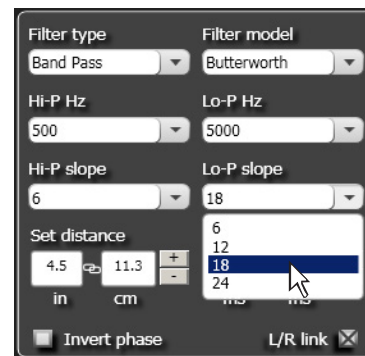 Filter type Filter model
Band Pass Butterworth
Hi-P Hz Lo-P Hz
500 5000
Hi-P slope Lo-P slope
6 18
6
12
18
24
Set distance
4.5 11.3 + -
in cm
Invert phase L/R link